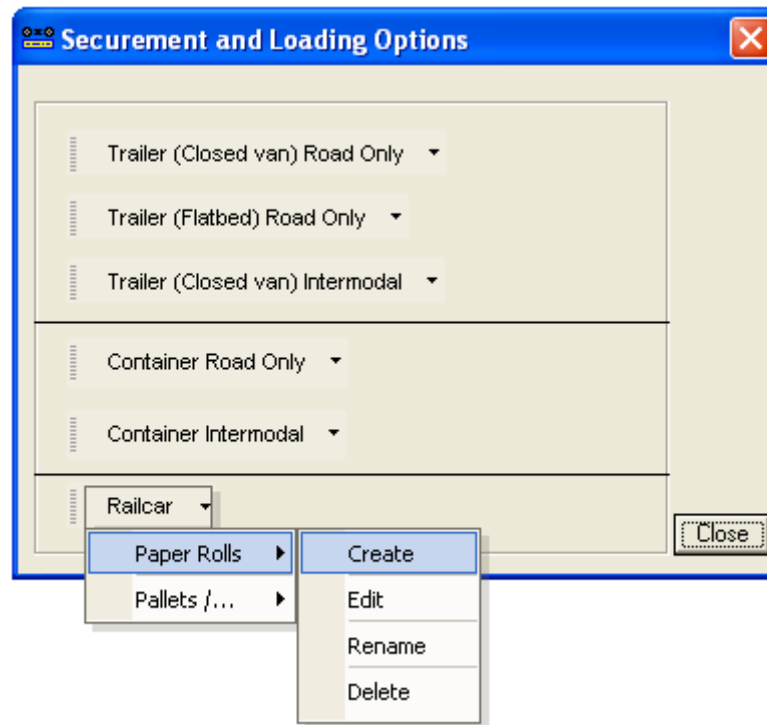 Securement and Loading Options
Trailer (Closed van) Road Only
Trailer (Flatbed) Road Only
Trailer (Closed van) Intermodal
Container Road Only
Container Intermodal
Railcar
Close
Paper Rolls
Create
Pallets /...
Edit
Rename
Delete